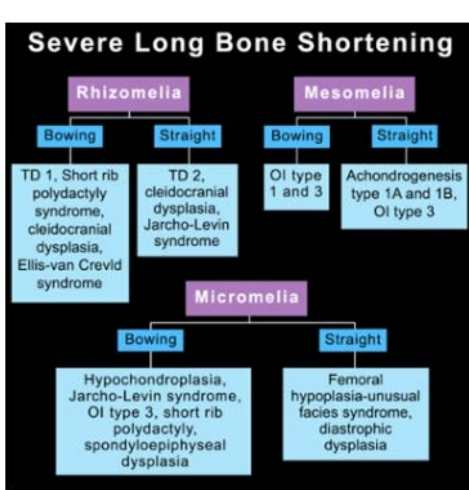 Severe Long Bone Shortening
Rhizomelia
Bowing
Straight
TD 1, Short rib
polydactyly
syndrome,
cleidocranial
dysplasia,
Ellis-van Crevld
syndrome
TD 2,
cleidocranial
dysplasia,
Jarcho-Levin
syndrome
Mesomelia
Bowing
Straight
OI type
1 and 3
Achondrogenesis
type 1A and 1B,
OI type 3
Micromelia
Bowing
Straight
Hypochondroplasia,
Jarcho-Levin syndrome,
OI type 3, short rib
polydactyly,
spondyloepiphyseal
dysplasia
Femoral
hypoplasia-unusual
facies syndrome,
diastrophic
dysplasia